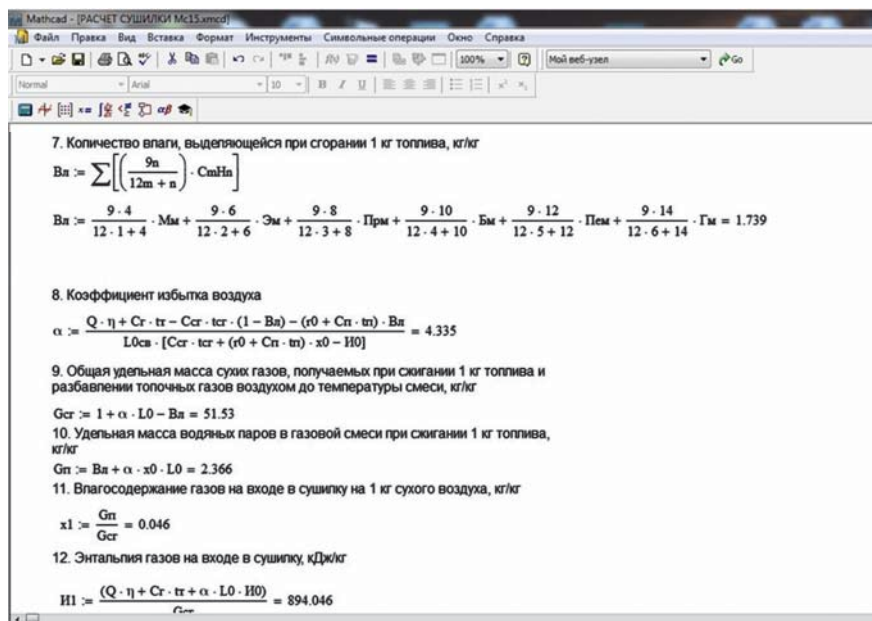 Mathcad - [РАСЧЕТ СУШИЛКИ Мс15.xmcd]
Файл Правка Вид Вставка Формат Инструменты Символьные операции Окно Справка
100% Мой веб-узел Go
Normal Arial 10 B I U
7. Количество влаги, выделяющейся при сгорании 1 кг топлива, кг/кг
Вл := ∑[(9n / (12m + n)) · CmHn]
Вл := (9 · 4)/(12 · 1 + 4) · Мм + (9 · 6)/(12 · 2 + 6) · Эм + (9 · 8)/(12 · 3 + 8) · Прм + (9 · 10)/(12 · 4 + 10) · Бм + (9 · 12)/(12 · 5 + 12) · Пем + (9 · 14)/(12 · 6 + 14) · Гм = 1.739
8. Коэффициент избытка воздуха
α := (Q · η + Сг · tг − Ссг · tсг · (1 − Вл) − (r0 + Сп · tп) · Вл) / (L0св · [Ссг · tсг + (r0 + Сп · tп) · x0 − И0]) = 4.335
9. Общая удельная масса сухих газов, получаемых при сжигании 1 кг топлива и
разбавлении топочных газов воздухом до температуры смеси, кг/кг
Gсг := 1 + α · L0 − Вл = 51.53
10. Удельная масса водяных паров в газовой смеси при сжигании 1 кг топлива,
кг/кг
Gп := Вл + α · x0 · L0 = 2.366
11. Влагосодержание газов на входе в сушилку на 1 кг сухого воздуха, кг/кг
x1 := Gп / Gсг = 0.046
12. Энтальпия газов на входе в сушилку, кДж/кг
И1 := (Q · η + Сг · tг + α · L0 · И0) / Gсг = 894.046